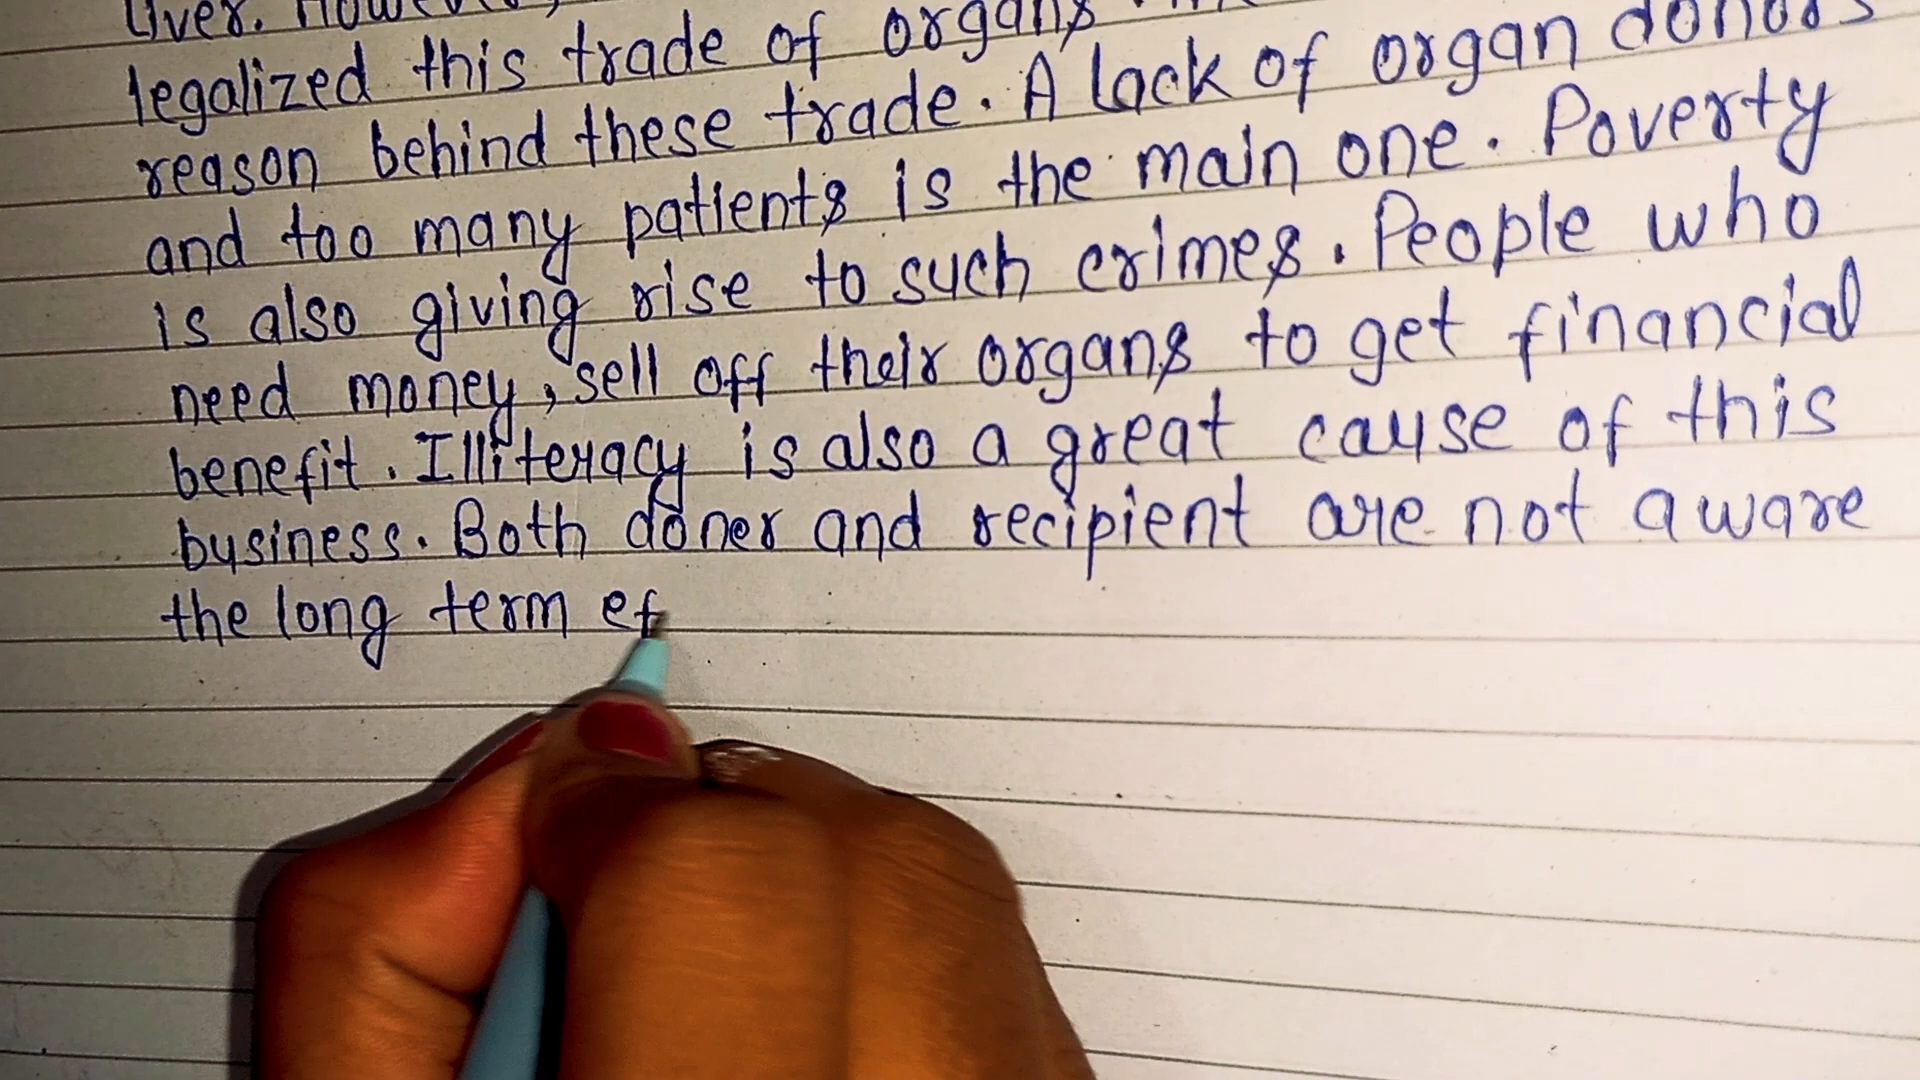 liver. However,
legalized this trade of organs
reason behind these trade. A lack of organ donors
and too many patients is the main one. Poverty
is also giving rise to such crimes. People who
need money, sell off their organs to get financial
benefit. Illiteracy is also a great cause of this
business. Both doner and recipient are not aware
the long term ef